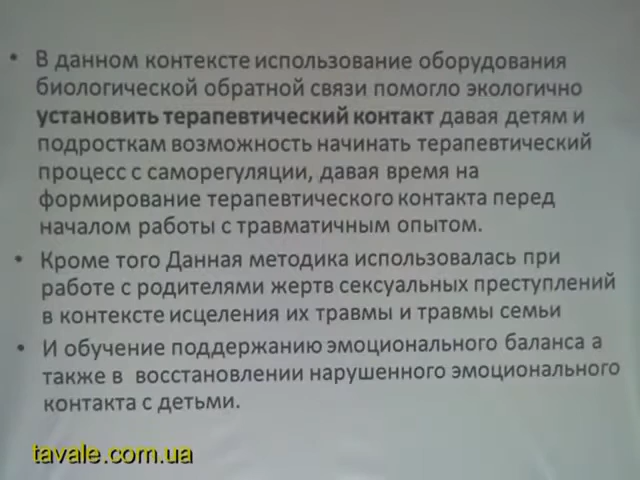 • В данном контексте использование оборудования
биологической обратной связи помогло экологично
установить терапевтический контакт давая детям и
подросткам возможность начинать терапевтический
процесс с саморегуляции, давая время на
формирование терапевтического контакта перед
началом работы с травматичным опытом.
• Кроме того Данная методика использовалась при
работе с родителями жертв сексуальных преступлений
в контексте исцеления их травмы и травмы семьи
• И обучение поддержанию эмоционального баланса а
также в восстановлении нарушенного эмоционального
контакта с детьми.
tavale.com.ua